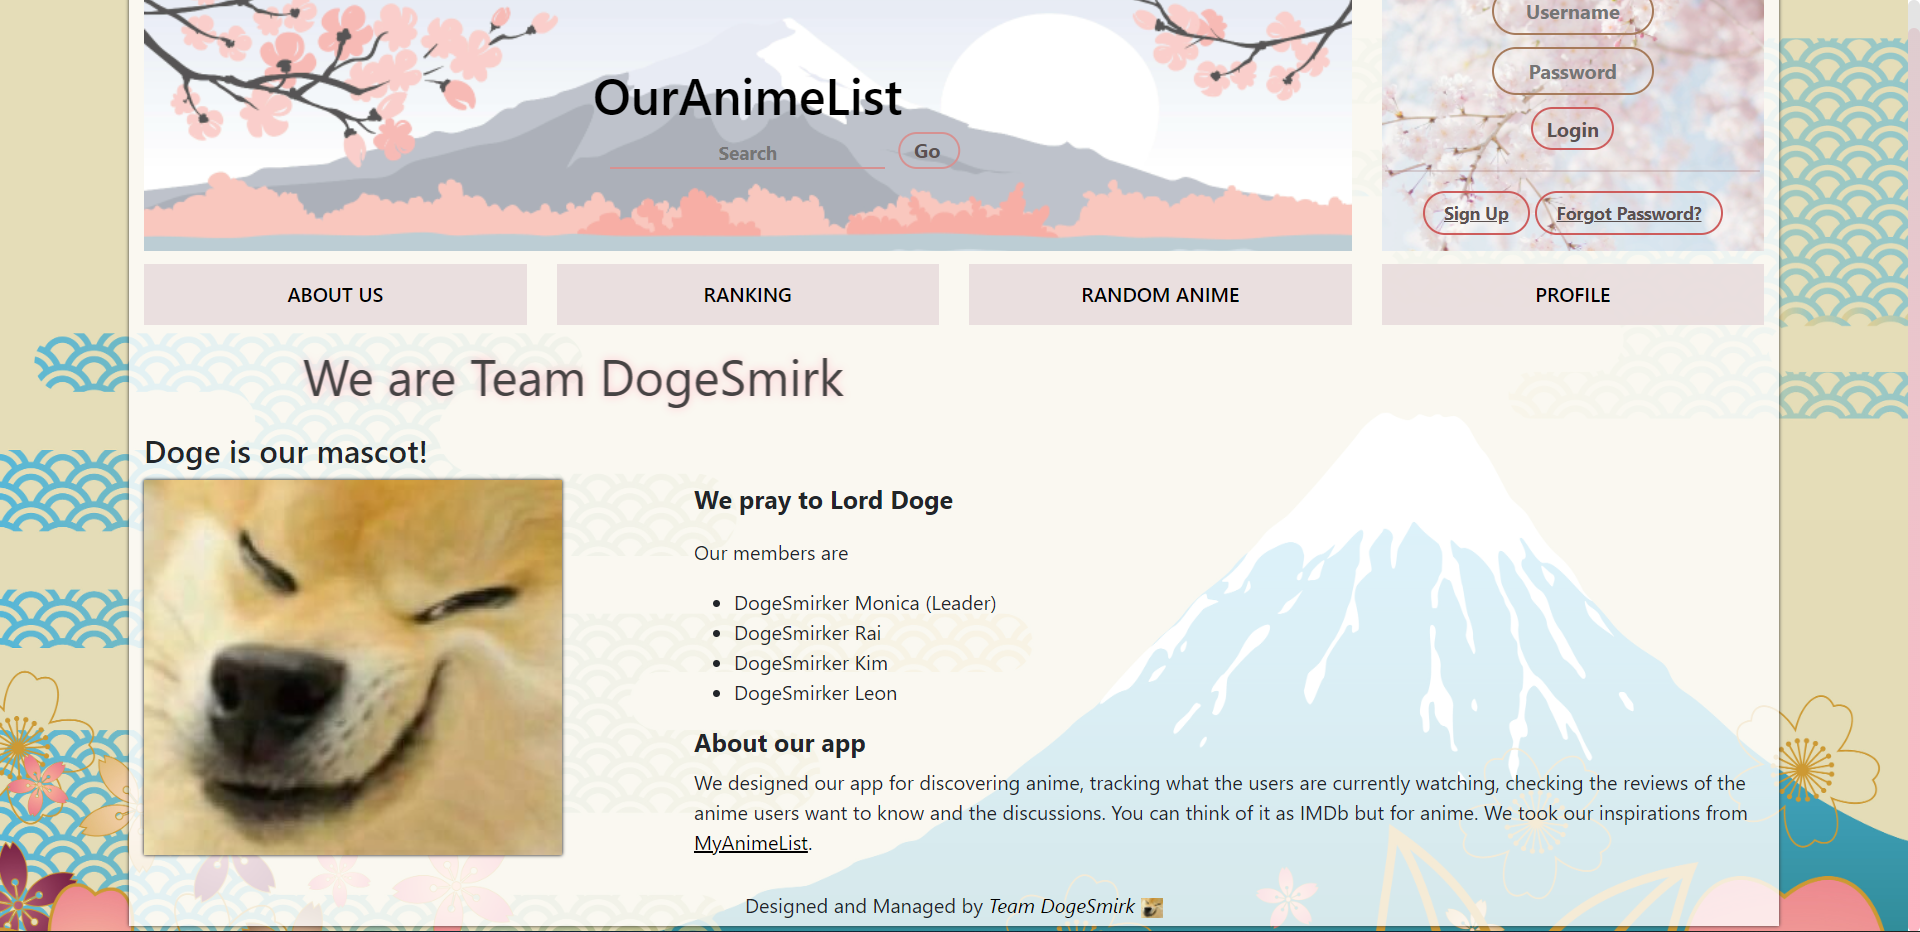 Username
OurAnimeList
Password
Search
Go
Login
Sign Up
Forgot Password?
ABOUT US
RANKING
RANDOM ANIME
PROFILE
We are Team DogeSmirk
Doge is our mascot!
We pray to Lord Doge
Our members are
DogeSmirker Monica (Leader)
DogeSmirker Rai
DogeSmirker Kim
DogeSmirker Leon
About our app
We designed our app for discovering anime, tracking what the users are currently watching, checking the reviews of the
anime users want to know and the discussions. You can think of it as IMDb but for anime. We took our inspirations from
MyAnimeList.
Designed and Managed by Team DogeSmirk